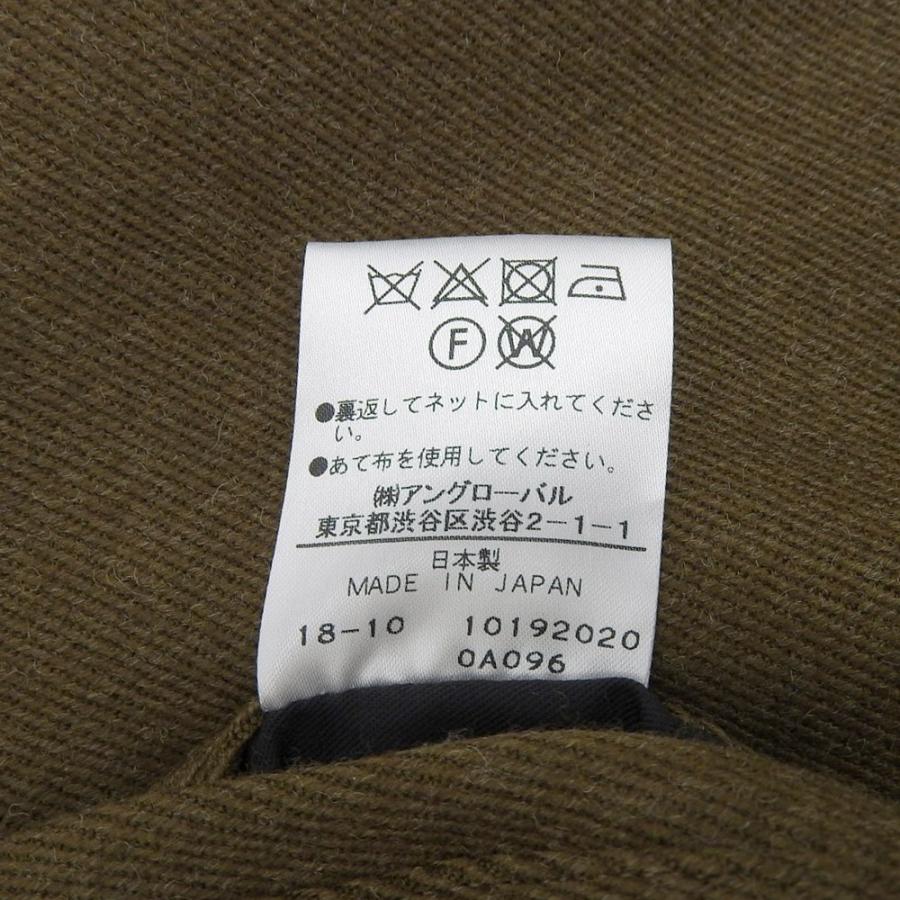 F W
●裏返してネットに入れてくださ
い。
●あて布を使用してください。
㈱アングローバル
東京都渋谷区渋谷2-1-1
日本製
MADE IN JAPAN
18-10 10192020
0A096